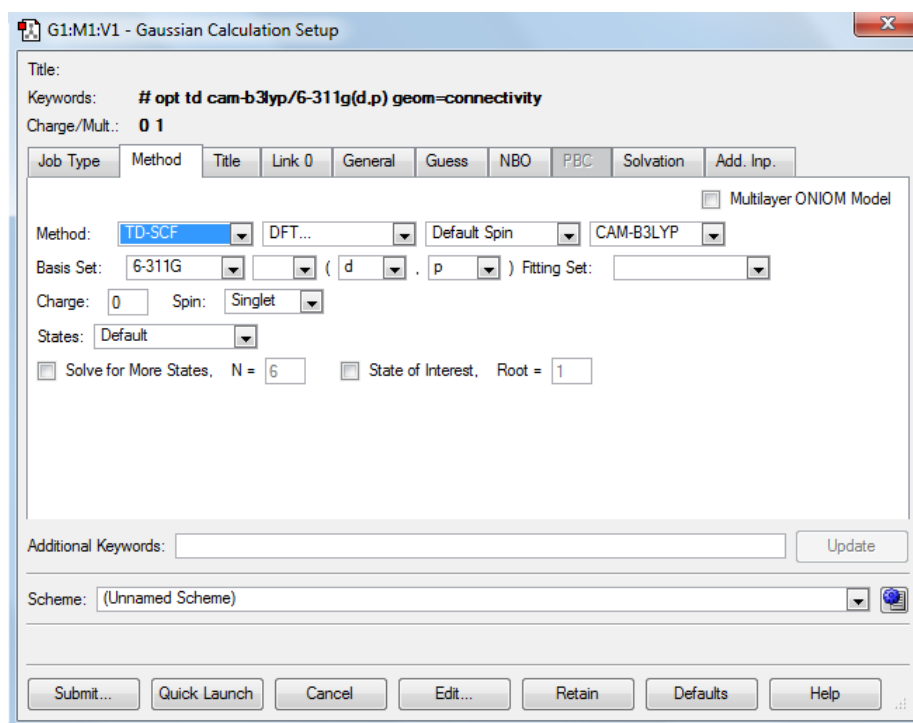 G1:M1:V1 - Gaussian Calculation Setup
x
Title:
Keywords: # opt td cam-b3lyp/6-311g(d,p) geom=connectivity
Charge/Mult.: 0 1
Job Type Method Title Link 0 General Guess NBO PBC Solvation Add. Inp.
Multilayer ONIOM Model
Method: TD-SCF DFT... Default Spin CAM-B3LYP
Basis Set: 6-311G ( d , p ) Fitting Set:
Charge: 0 Spin: Singlet
States: Default
Solve for More States, N = 6 State of Interest, Root = 1
Additional Keywords: Update
Scheme: (Unnamed Scheme)
Submit... Quick Launch Cancel Edit... Retain Defaults Help